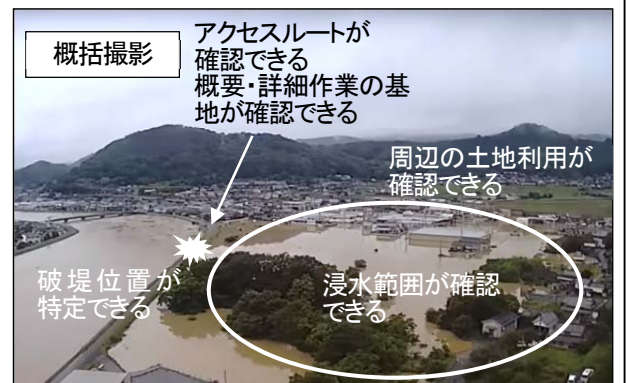 概括撮影
アクセスルートが
確認できる
概要・詳細作業の基
地が確認できる
周辺の土地利用が
確認できる
破堤位置が
特定できる
浸水範囲が確認
できる